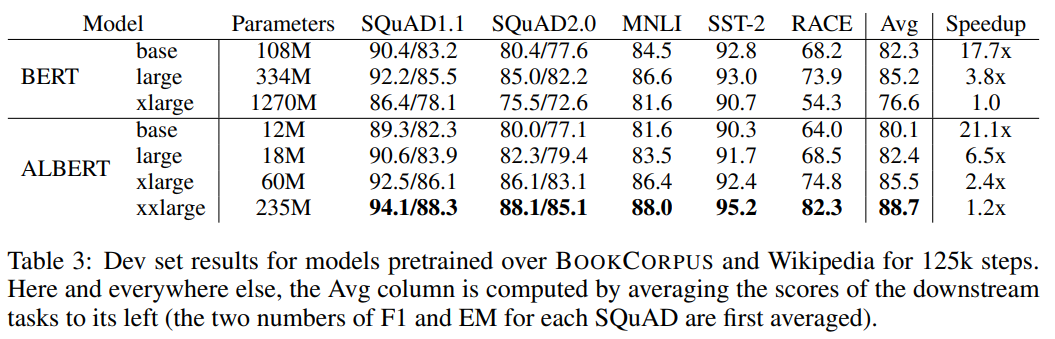 Model Parameters SQuAD1.1 SQuAD2.0 MNLI SST-2 RACE Avg Speedup
base 108M 90.4/83.2 80.4/77.6 84.5 92.8 68.2 82.3 17.7x
BERT large 334M 92.2/85.5 85.0/82.2 86.6 93.0 73.9 85.2 3.8x
xlarge 1270M 86.4/78.1 75.5/72.6 81.6 90.7 54.3 76.6 1.0
base 12M 89.3/82.3 80.0/77.1 81.6 90.3 64.0 80.1 21.1x
ALBERT large 18M 90.6/83.9 82.3/79.4 83.5 91.7 68.5 82.4 6.5x
xlarge 60M 92.5/86.1 86.1/83.1 86.4 92.4 74.8 85.5 2.4x
xxlarge 235M 94.1/88.3 88.1/85.1 88.0 95.2 82.3 88.7 1.2x
Table 3: Dev set results for models pretrained over BOOKCORPUS and Wikipedia for 125k steps.
Here and everywhere else, the Avg column is computed by averaging the scores of the downstream
tasks to its left (the two numbers of F1 and EM for each SQuAD are first averaged).